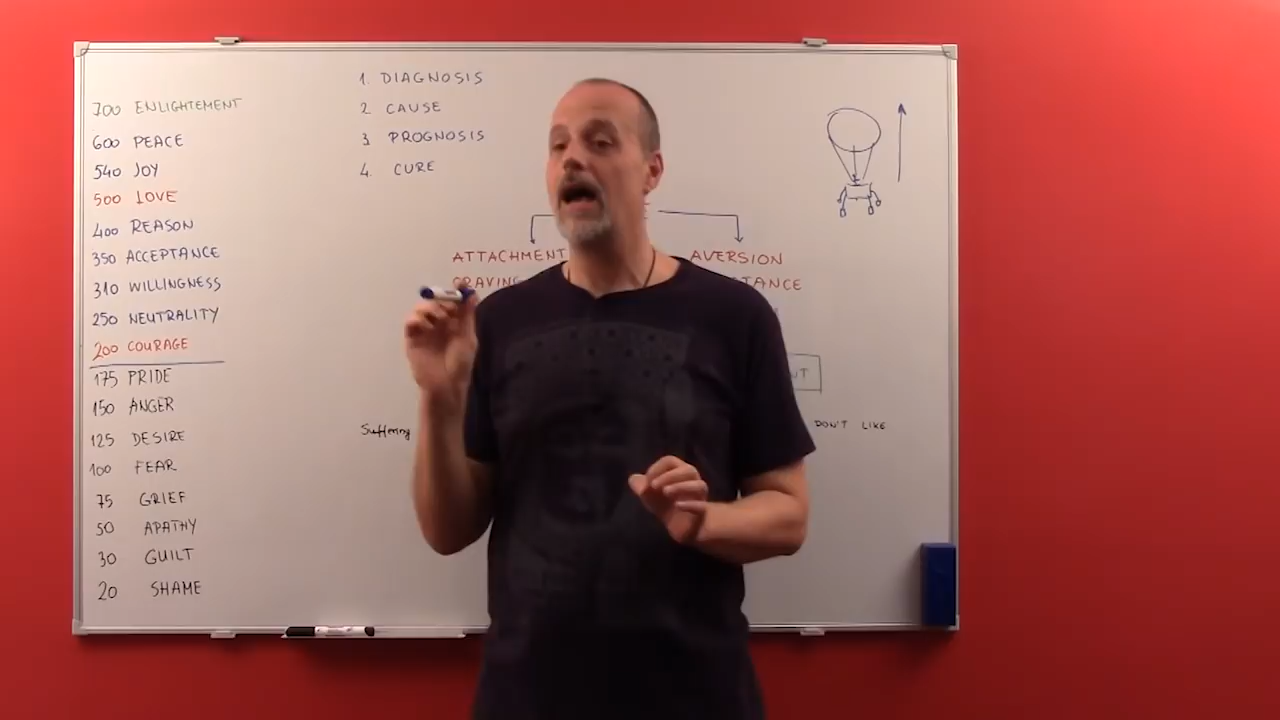 700 ENLIGHTEMENT
600 PEACE
540 JOY
500 LOVE
400 REASON
350 ACCEPTANCE
310 WILLINGNESS
250 NEUTRALITY
200 COURAGE
175 PRIDE
150 ANGER
125 DESIRE
100 FEAR
75 GRIEF
50 APATHY
30 GUILT
20 SHAME
1. DIAGNOSIS
2 CAUSE
3 PROGNOSIS
4. CURE
ATTACHMENT
AVERSION
Suffering
DON'T LIKE